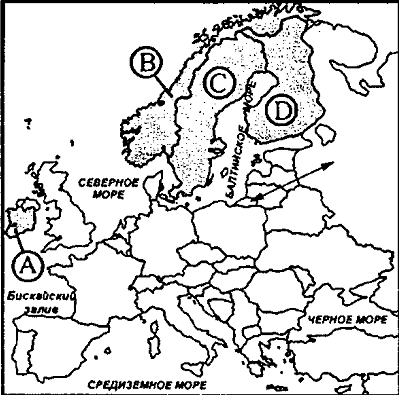 B
C
D
БАЛТИЙСКОЕ МОРЕ
СЕВЕРНОЕ
МОРЕ
A
Бискайский
залив
ЧЕРНОЕ МОРЕ
СРЕДИЗЕМНОЕ МОРЕ